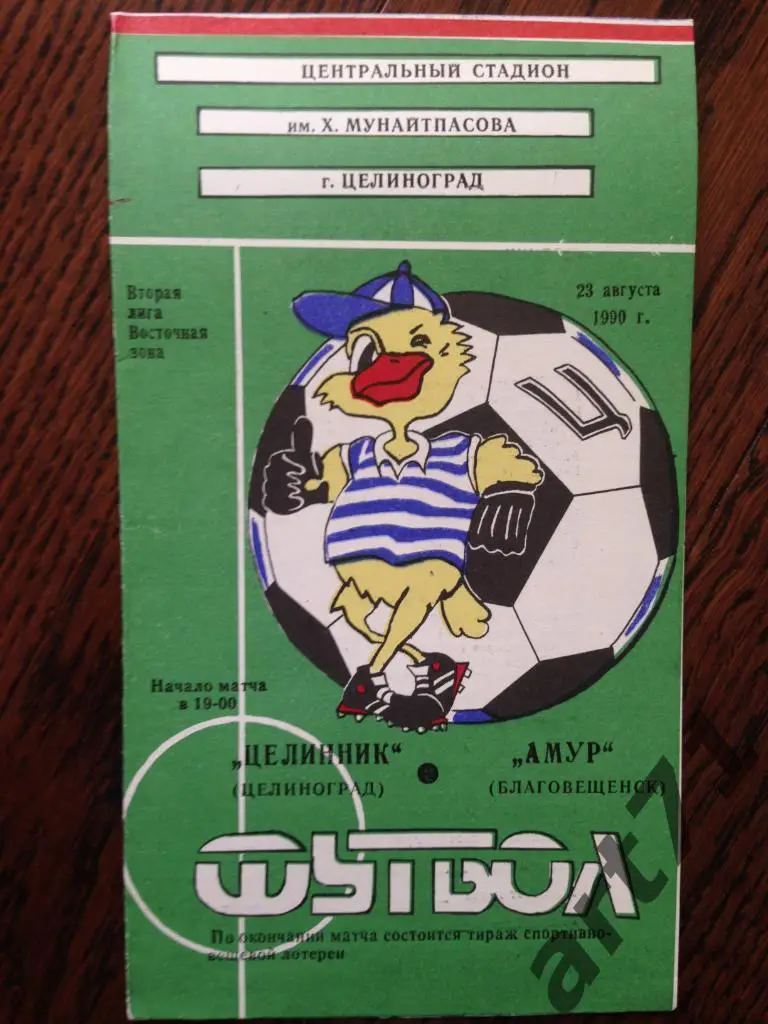 ЦЕНТРАЛЬНЫЙ СТАДИОН
им. Х. МУНАЙТПАСОВА
г. ЦЕЛИНОГРАД
Вторая
лига
Восточная
зона
23 августа
1990 г.
Ц
Начало матча
в 19-00
„ЦЕЛИННИК“
(ЦЕЛИНОГРАД)
„АМУР“
(БЛАГОВЕЩЕНСК)
ФУТБОЛ
По окончании матча состоится тираж спортивно-
вещевой лотереи
art71